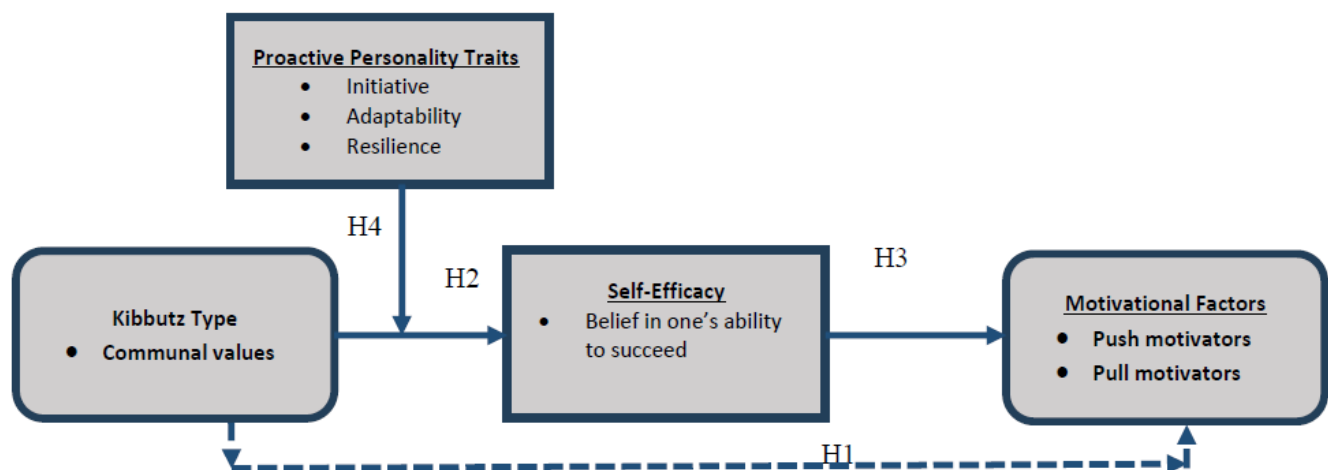 Proactive Personality Traits
● Initiative
● Adaptability
● Resilience
H4
H2
H3
Kibbutz Type
● Communal values
Self-Efficacy
● Belief in one’s ability
to succeed
Motivational Factors
● Push motivators
● Pull motivators
H1